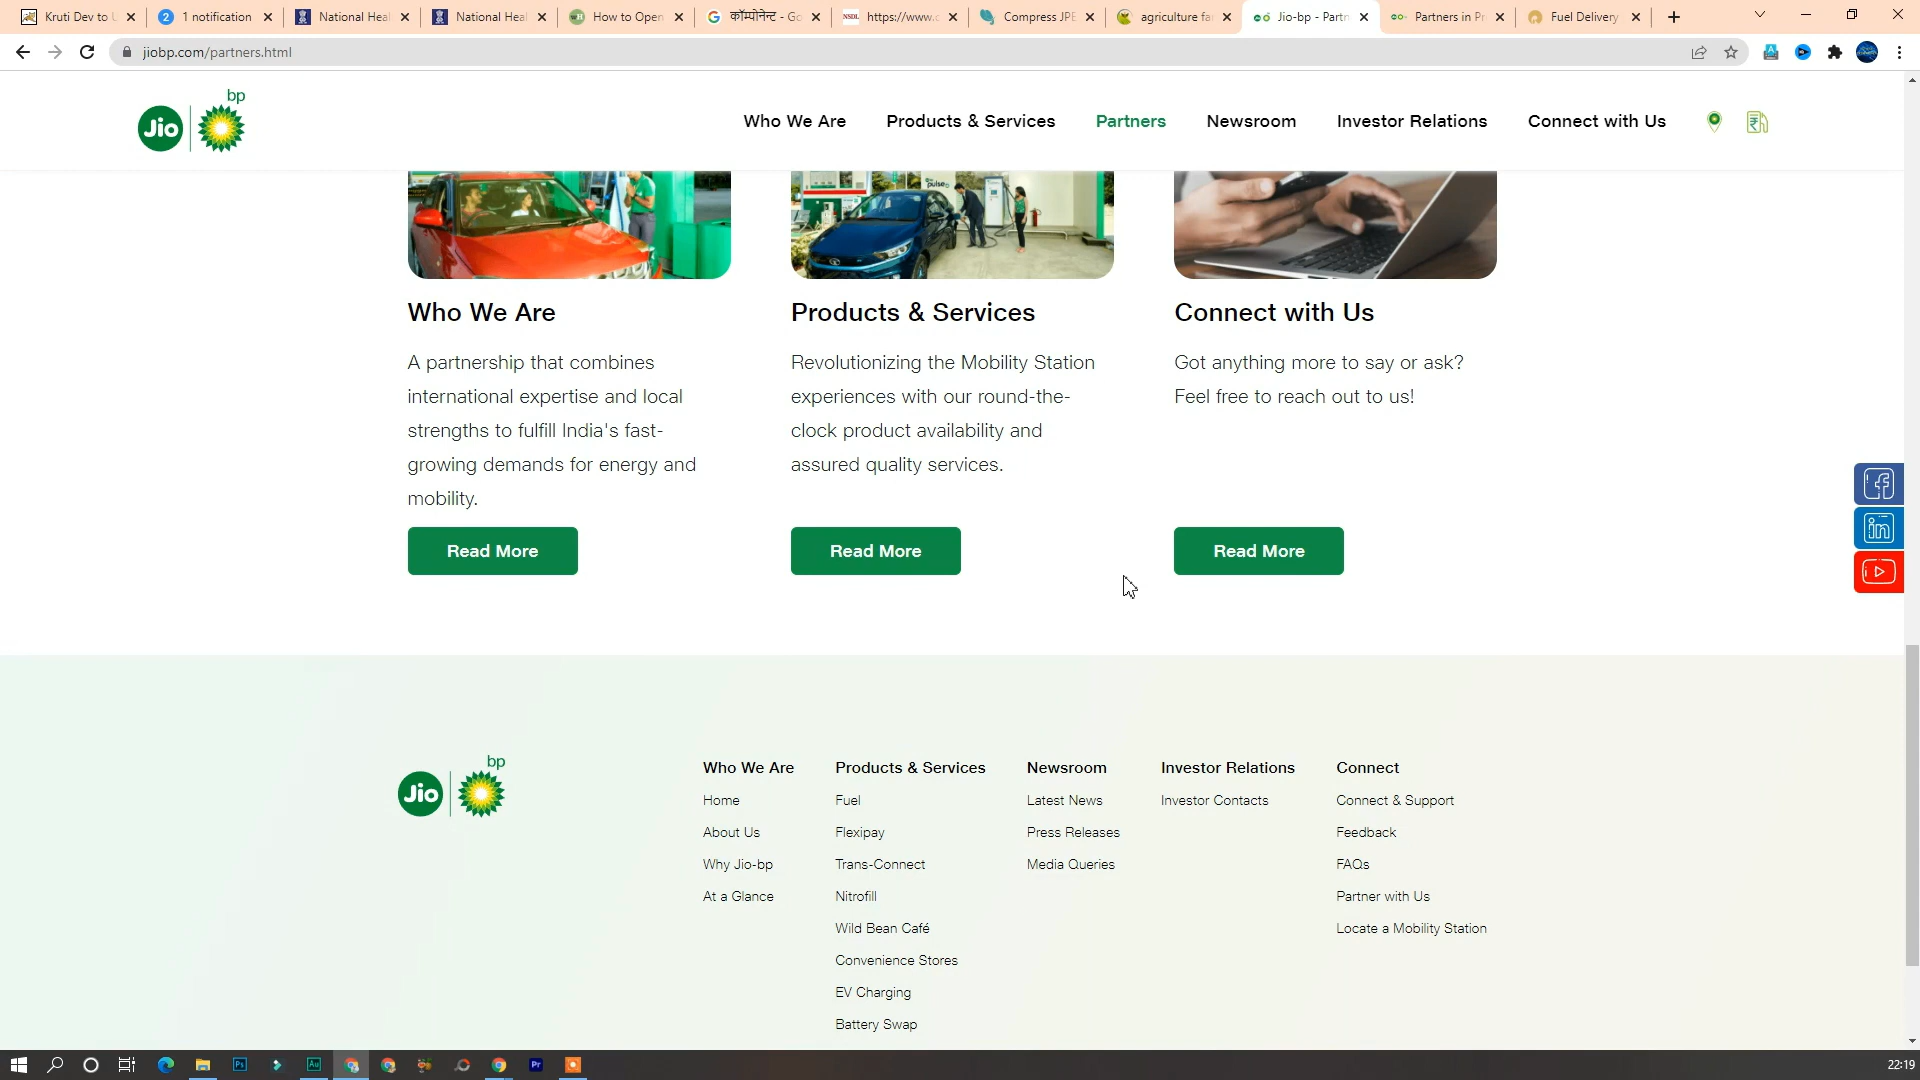 Kruti Dev to U
1 notification
National Heal
National Heal
How to Open
कॉम्पोनेन्ट - Go
https://www.c
Compress JPE
agriculture far
Jio-bp - Partn
Partners in Pr
Fuel Delivery
jiobp.com/partners.html
Jio bp
Who We Are
Products & Services
Partners
Newsroom
Investor Relations
Connect with Us
pulse
Who We Are
A partnership that combines
international expertise and local
strengths to fulfill India's fast-
growing demands for energy and
mobility.
Read More
Products & Services
Revolutionizing the Mobility Station
experiences with our round-the-
clock product availability and
assured quality services.
Read More
Connect with Us
Got anything more to say or ask?
Feel free to reach out to us!
Read More
Jio bp
Who We Are
Home
About Us
Why Jio-bp
At a Glance
Products & Services
Fuel
Flexipay
Trans-Connect
Nitrofill
Wild Bean Café
Convenience Stores
EV Charging
Battery Swap
Newsroom
Latest News
Press Releases
Media Queries
Investor Relations
Investor Contacts
Connect
Connect & Support
Feedback
FAQs
Partner with Us
Locate a Mobility Station
22:19